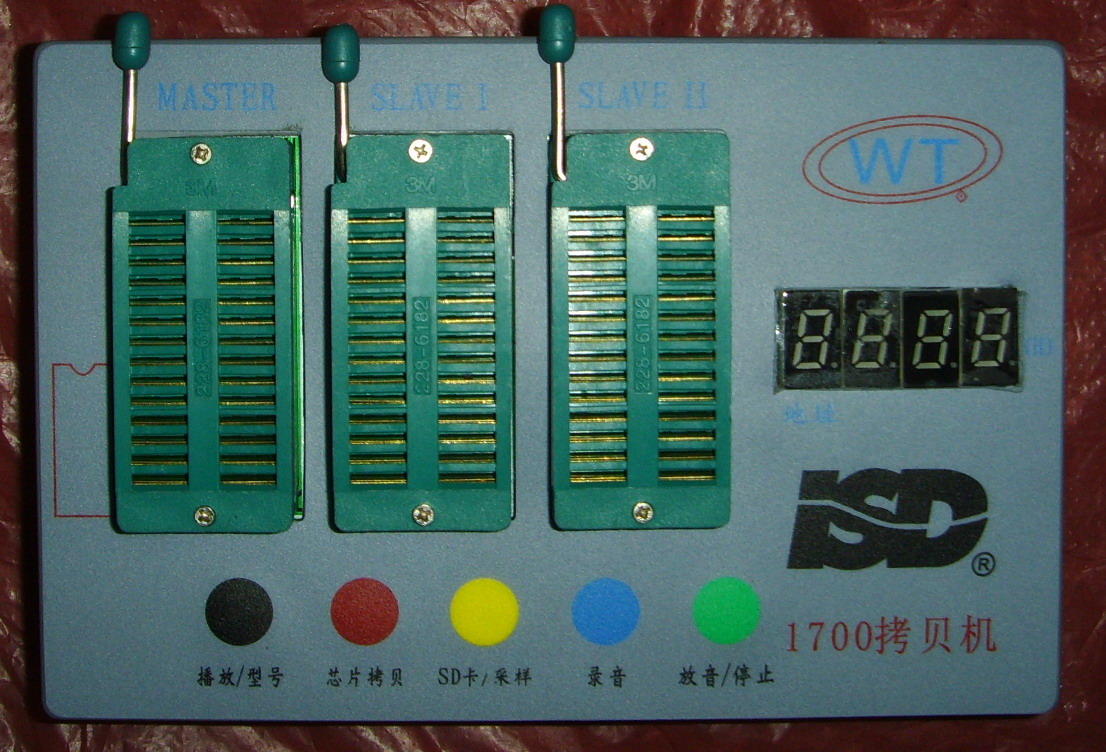 MASTER
SLAVE I
SLAVE II
WT
3M
3M
3M
228-6182
228-6182
地址
ISD®
1700拷贝机
播放/型号
芯片拷贝
SD卡/采样
录音
放音/停止